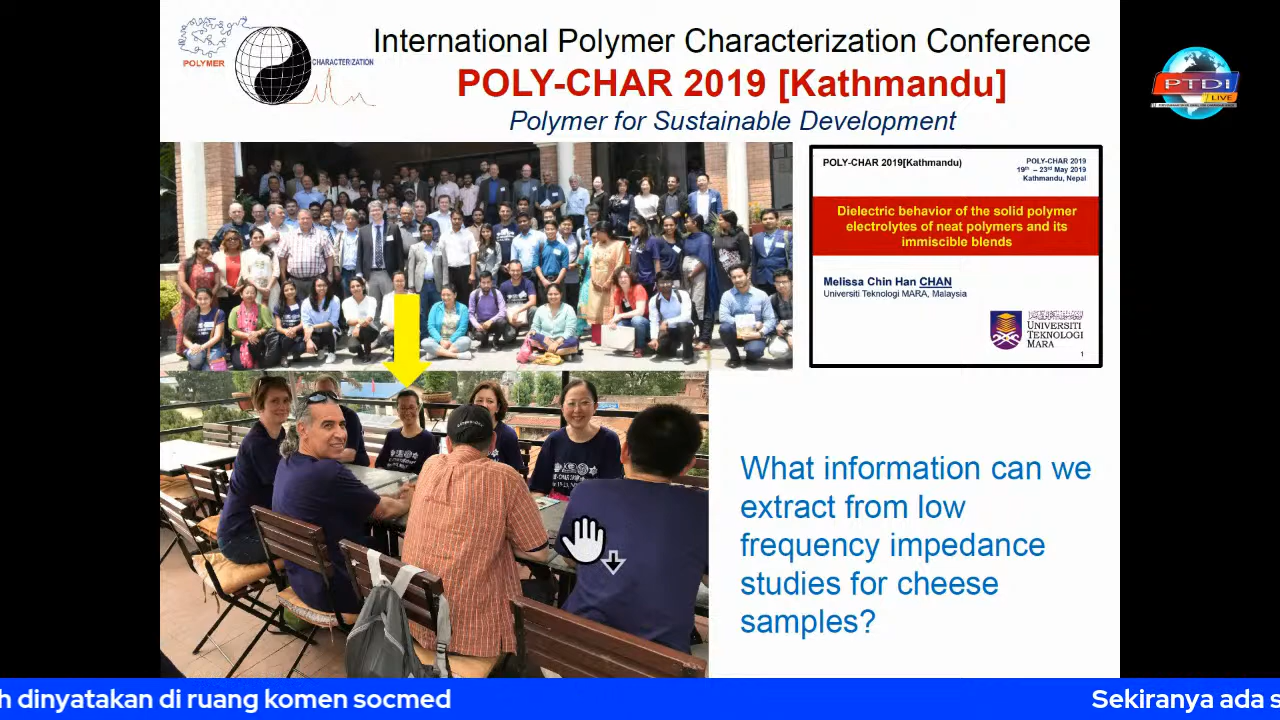 International Polymer Characterization Conference
POLY-CHAR 2019 [Kathmandu]
Polymer for Sustainable Development
POLYMER
CHARACTERIZATION
PTDI
LIVE
POLY-CHAR 2019[Kathmandu)
POLY-CHAR 2019
19th – 23rd May 2019
Kathmandu, Nepal
Dielectric behavior of the solid polymer
electrolytes of neat polymers and its
immiscible blends
Melissa Chin Han CHAN
Universiti Teknologi MARA, Malaysia
UNIVERSITI
TEKNOLOGI
MARA
1
What information can we
extract from low
frequency impedance
studies for cheese
samples?
h dinyatakan di ruang komen socmed
Sekiranya ada s